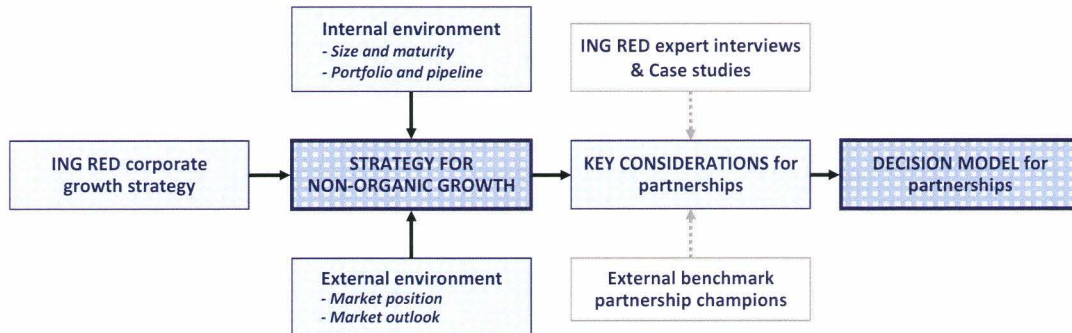 Internal environment
- Size and maturity
- Portfolio and pipeline
ING RED expert interviews
& Case studies
ING RED corporate
growth strategy
STRATEGY FOR
NON-ORGANIC GROWTH
KEY CONSIDERATIONS for
partnerships
DECISION MODEL for
partnerships
External environment
- Market position
- Market outlook
External benchmark
partnership champions